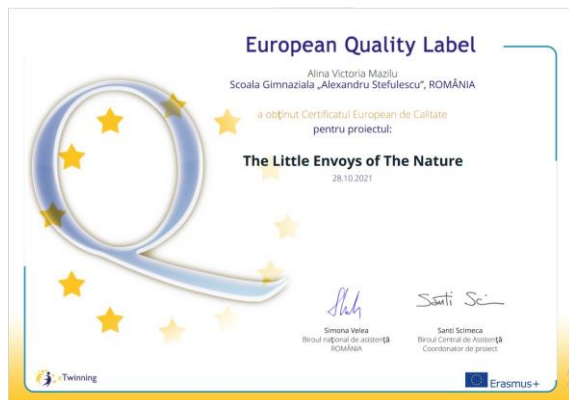 European Quality Label
Alina Victoria Mazilu
Scoala Gimnaziala „Alexandru Stefulescu”, ROMÂNIA
a obținut Certificatul European de Calitate
pentru proiectul:
The Little Envoys of The Nature
28.10.2021
Simona Velea
Biroul național de asistență
ROMÂNIA
Santi Scimeca
Biroul Central de Asistență
Coordonator de proiect
eTwinning
Erasmus+